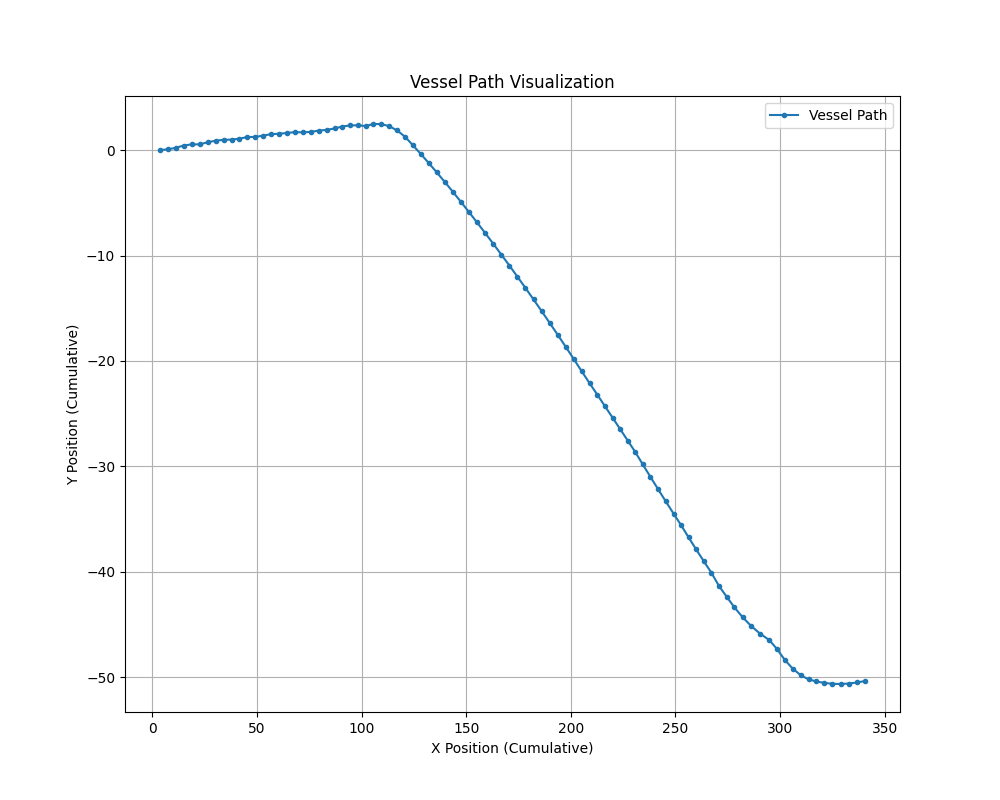 Vessel Path Visualization
Vessel Path
0
−10
−20
−30
−40
−50
Y Position (Cumulative)
0 50 100 150 200 250 300 350
X Position (Cumulative)